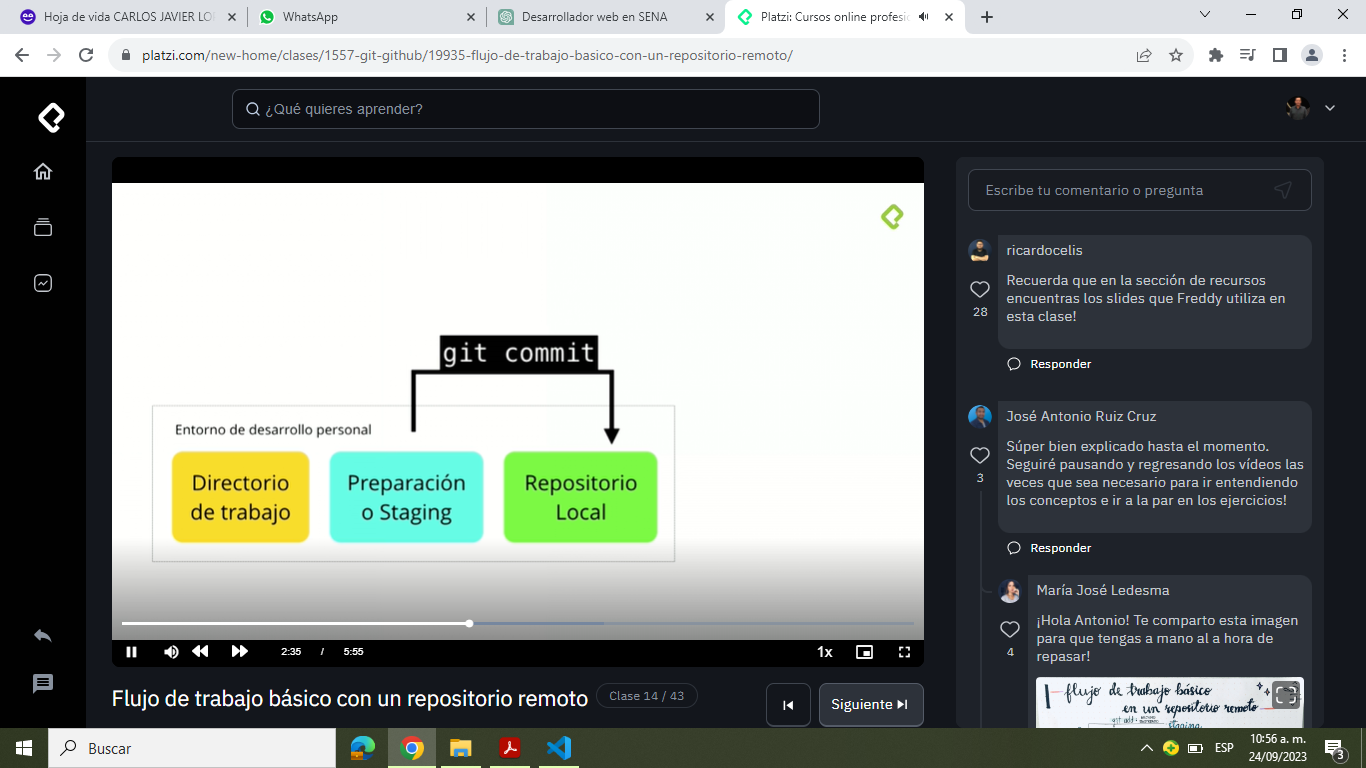 Hoja de vida CARLOS JAVIER LO
WhatsApp
Desarrollador web en SENA
Platzi: Cursos online profesio
platzi.com/new-home/clases/1557-git-github/19935-flujo-de-trabajo-basico-con-un-repositorio-remoto/
¿Qué quieres aprender?
git commit
Entorno de desarrollo personal
Directorio
de trabajo
Preparación
o Staging
Repositorio
Local
2:35 / 5:55
1x
Flujo de trabajo básico con un repositorio remoto
Clase 14 / 43
Siguiente
Escribe tu comentario o pregunta
ricardocelis
Recuerda que en la sección de recursos
encuentras los slides que Freddy utiliza en
esta clase!
28
Responder
José Antonio Ruiz Cruz
Súper bien explicado hasta el momento.
Seguiré pausando y regresando los vídeos las
veces que sea necesario para ir entendiendo
los conceptos e ir a la par en los ejercicios!
3
Responder
María José Ledesma
¡Hola Antonio! Te comparto esta imagen
para que tengas a mano al a hora de
repasar!
4
flujo de trabajo básico
en un repositorio remoto
git add
staging
Buscar
ESP
10:56 a. m.
24/09/2023
3